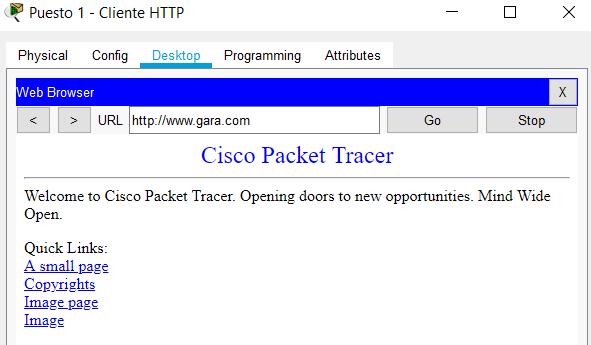 Puesto 1 - Cliente HTTP
Physical Config Desktop Programming Attributes
Web Browser X
< > URL http://www.gara.com Go Stop
Cisco Packet Tracer
Welcome to Cisco Packet Tracer. Opening doors to new opportunities. Mind Wide
Open.
Quick Links:
A small page
Copyrights
Image page
Image